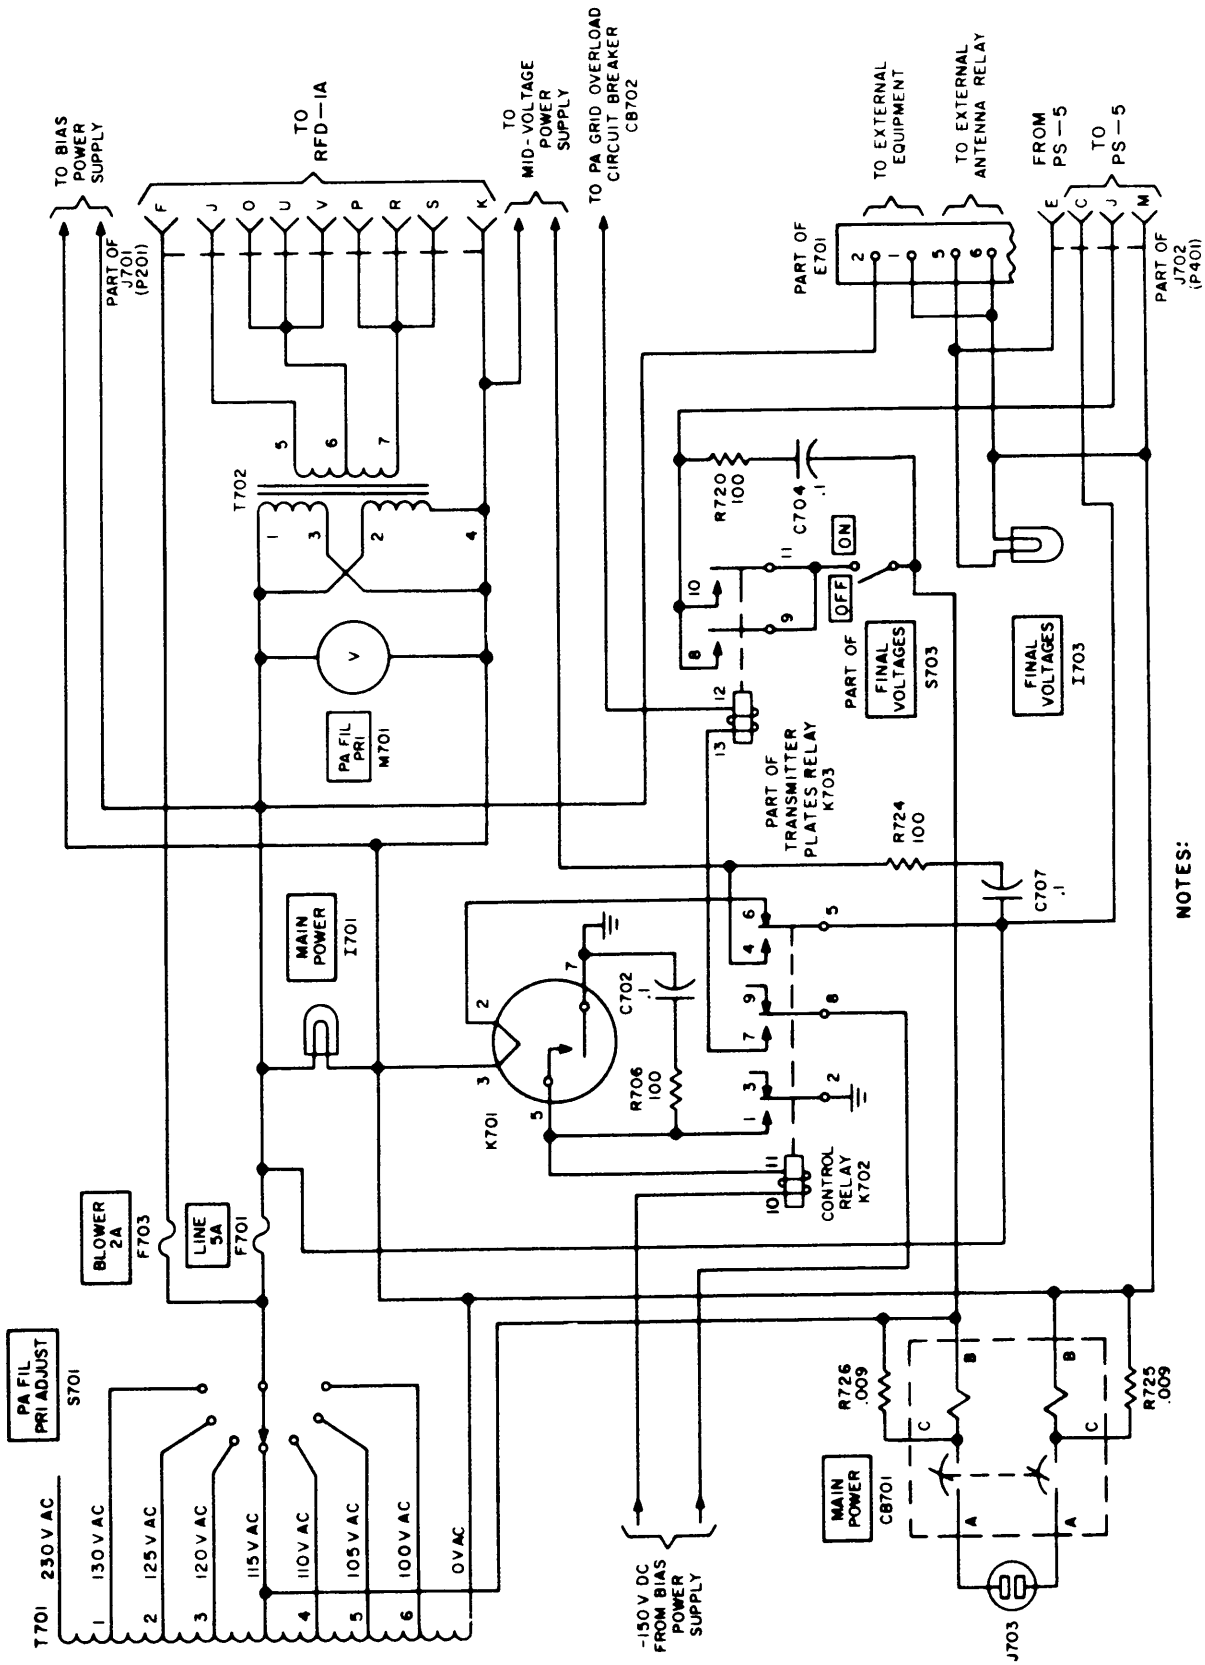 PA FIL
PRI ADJUST
S701
T701
230 V AC
1
130 V AC
2
125 V AC
3
120 V AC
115 V AC
4
110 V AC
5
105 V AC
6
100 V AC
0 V AC
BLOWER
2A
F703
LINE
5A
F701
MAIN
POWER
I701
PA FIL
PRI
M701
V
T702
1
3
2
4
5
6
7
TO BIAS
POWER
SUPPLY
PART OF
J701
(P201)
F
J
O
U
V
P
R
S
K
TO
RFD-1A
TO
MID-VOLTAGE
POWER
SUPPLY
TO PA GRID OVERLOAD
CIRCUIT BREAKER
CB702
-150 V DC
FROM BIAS
POWER
SUPPLY
K701
3
2
5
7
R706
100
C702
.1
10
11
CONTROL
RELAY
K702
1
3
2
7
9
8
4
6
5
PART OF
TRANSMITTER
PLATES RELAY
K703
13
12
8
10
9
11
R724
100
C707
.1
R720
100
C704
.1
OFF
ON
PART OF
FINAL
VOLTAGES
S703
FINAL
VOLTAGES
I703
PART OF
E701
2
1
5
6
TO EXTERNAL
EQUIPMENT
TO EXTERNAL
ANTENNA RELAY
E
C
J
M
FROM
PS-5
TO
PS-5
PART OF
J702
(P401)
MAIN
POWER
CB701
R726
.009
R725
.009
A
A
B
B
C
C
J703
NOTES: